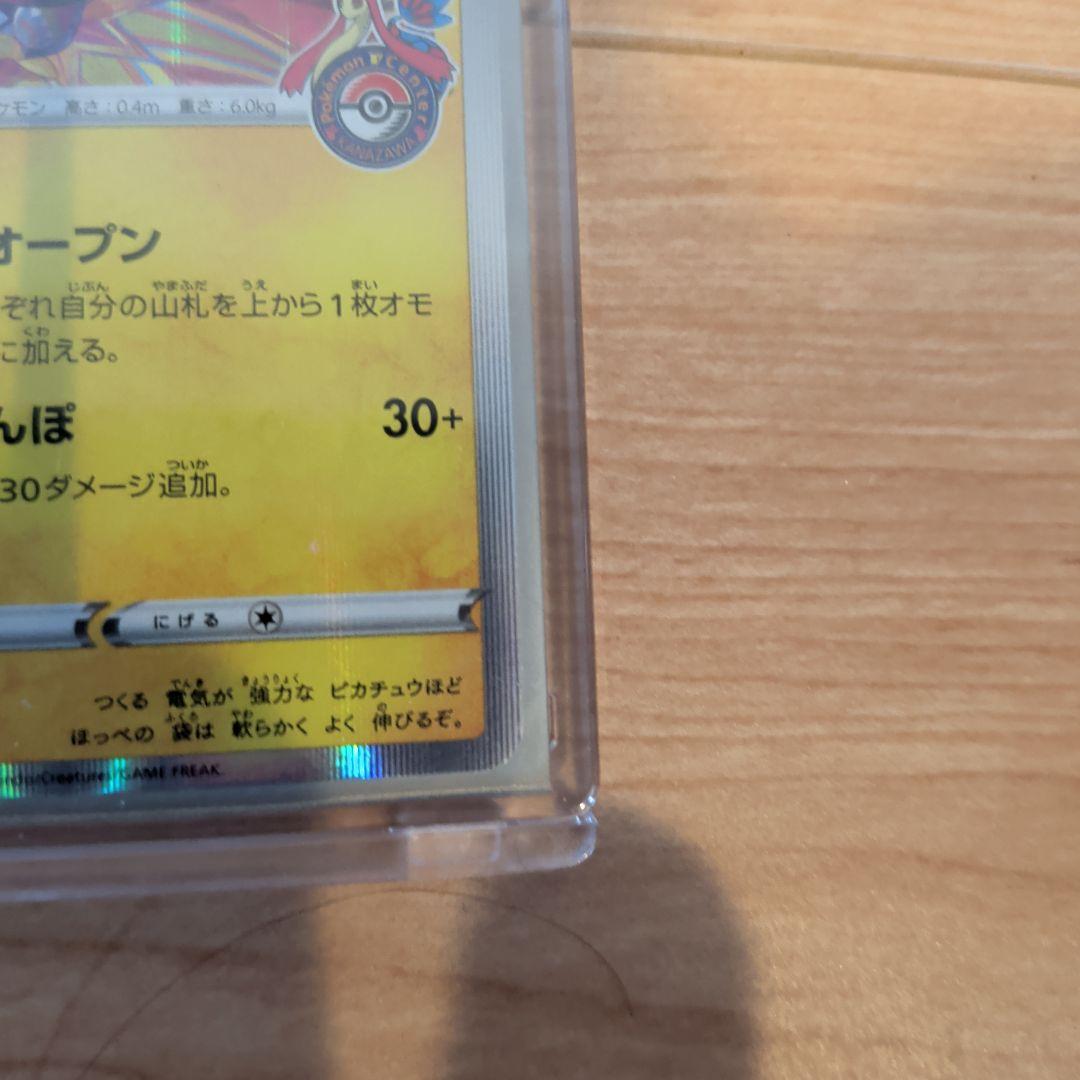 ケモン 高さ：0.4m 重さ：6.0kg
Pokémon Center
KANAZAWA
オープン
ぞれ自分の山札を上から1枚オモ
に加える。
んぽ 30+
30ダメージ追加。
にげる
つくる 電気が 強力な ピカチュウほど
ほっぺの 袋は 軟らかく よく 伸びるぞ。
Creatures/GAME FREAK.